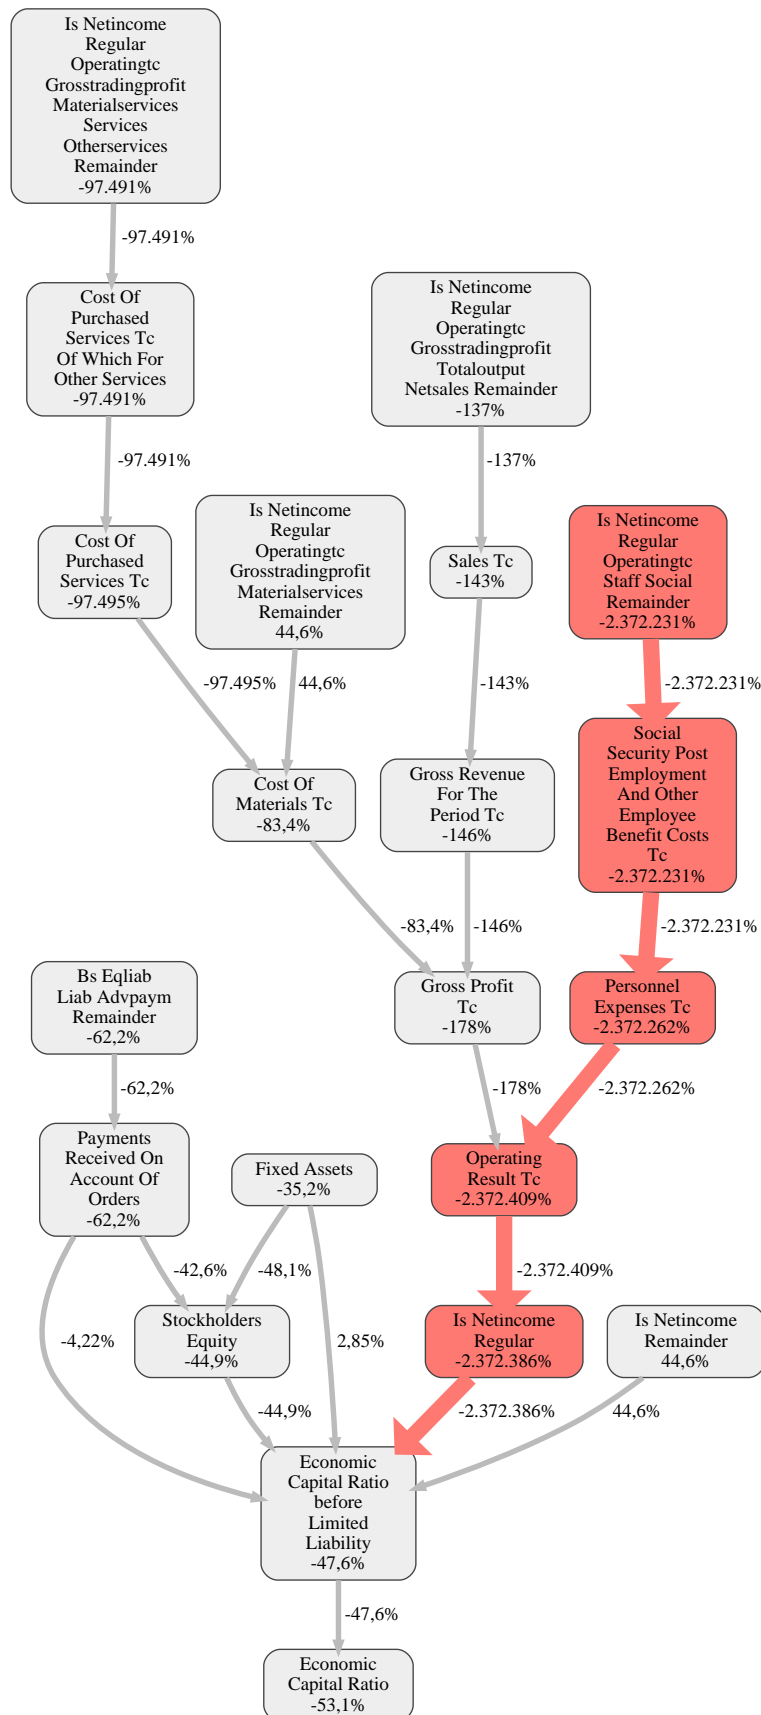 Is Netincome
Regular
Operatingtc
Grosstradingprofit
Materialservices
Services
Otherservices
Remainder
-97.491%
-97.491%
Cost Of
Purchased
Services Tc
Of Which For
Other Services
-97.491%
Is Netincome
Regular
Operatingtc
Grosstradingprofit
Totaloutput
Netsales Remainder
-137%
-97.491%
-137%
Cost Of
Purchased
Services Tc
-97.495%
Is Netincome
Regular
Operatingtc
Grosstradingprofit
Materialservices
Remainder
44,6%
Sales Tc
-143%
Is Netincome
Regular
Operatingtc
Staff Social
Remainder
-2.372.231%
-97.495%
44,6%
-143%
-2.372.231%
Cost Of
Materials Tc
-83,4%
Gross Revenue
For The
Period Tc
-146%
Social
Security Post
Employment
And Other
Employee
Benefit Costs
Tc
-2.372.231%
-83,4%
-146%
-2.372.231%
Bs Eqliab
Liab Advpaym
Remainder
-62,2%
Gross Profit
Tc
-178%
Personnel
Expenses Tc
-2.372.262%
-62,2%
-178%
-2.372.262%
Payments
Received On
Account Of
Orders
-62,2%
Fixed Assets
-35,2%
Operating
Result Tc
-2.372.409%
-42,6%
-48,1%
-2.372.409%
-4,22%
Stockholders
Equity
-44,9%
2,85%
Is Netincome
Regular
-2.372.386%
Is Netincome
Remainder
44,6%
-44,9%
-2.372.386%
44,6%
Economic
Capital Ratio
before
Limited
Liability
-47,6%
-47,6%
Economic
Capital Ratio
-53,1%